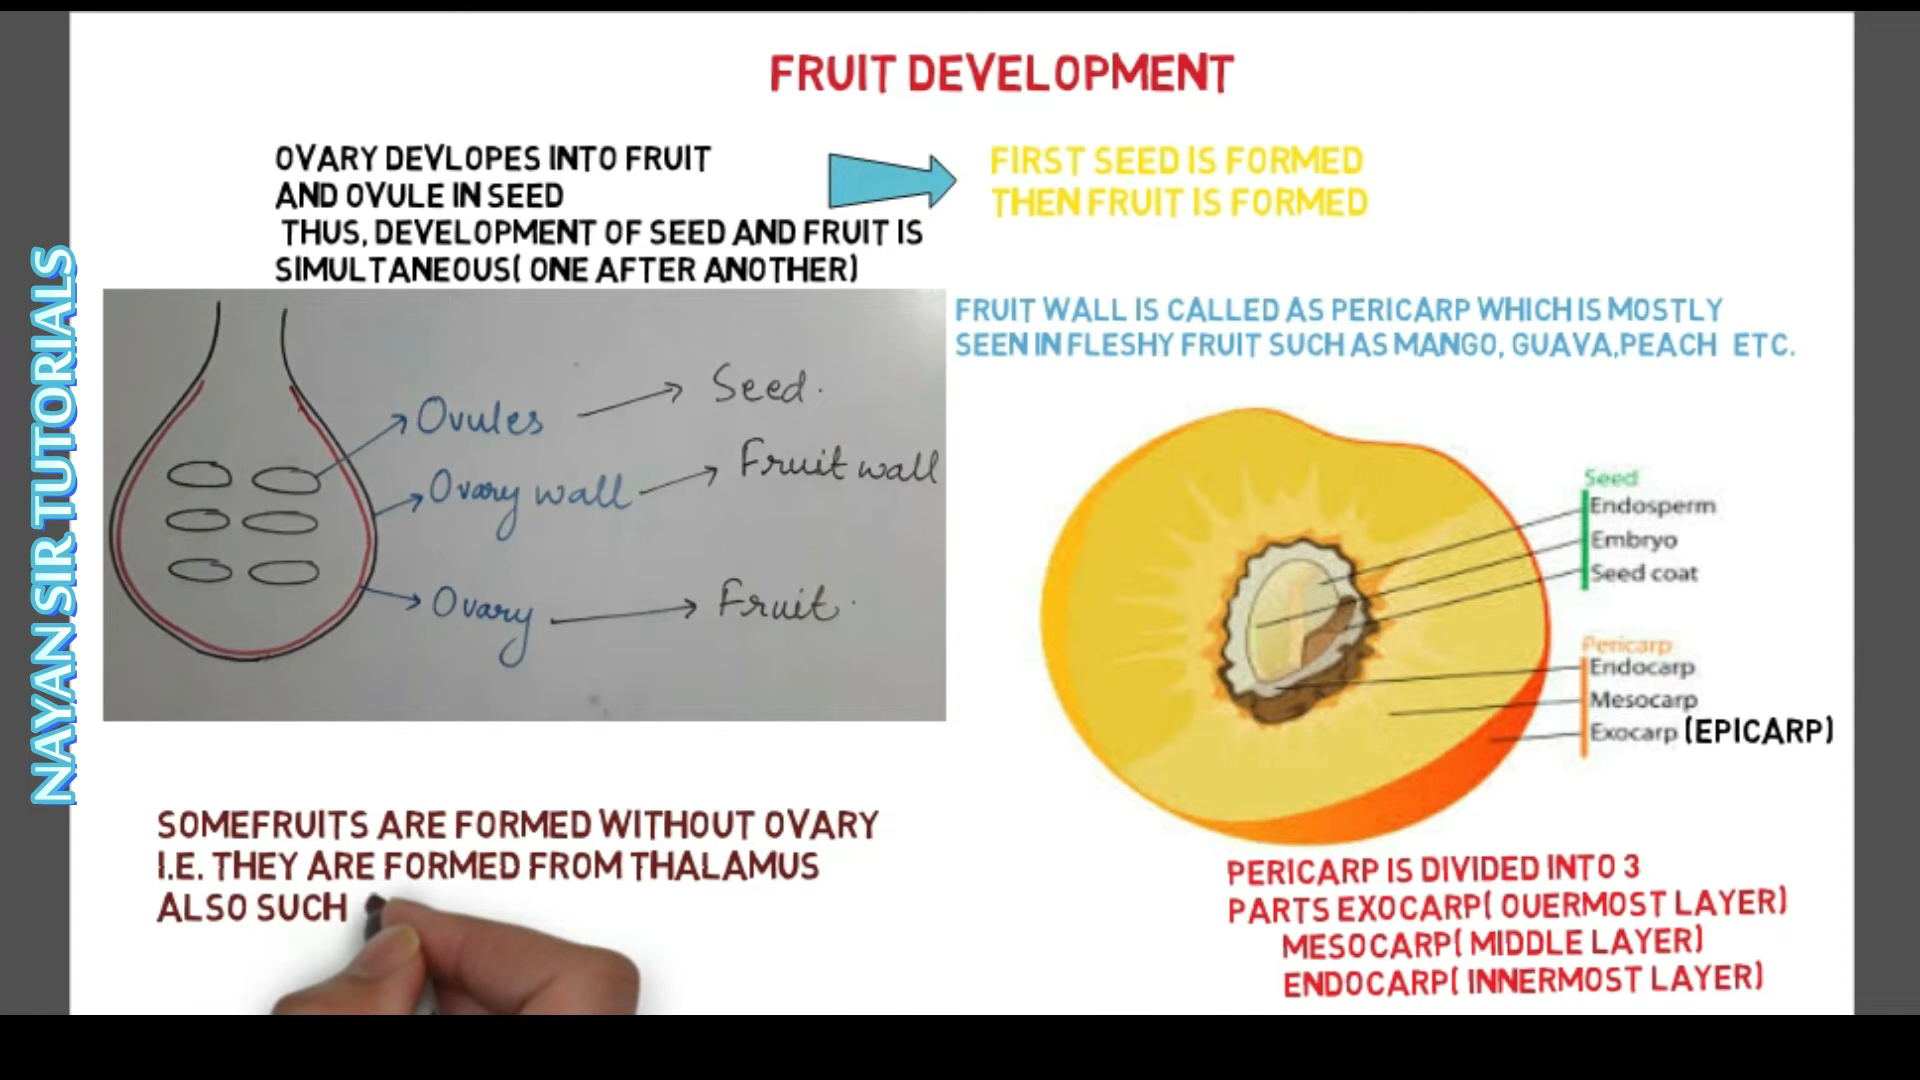 FRUIT DEVELOPMENT
OVARY DEVLOPES INTO FRUIT
AND OVULE IN SEED
THUS, DEVELOPMENT OF SEED AND FRUIT IS
SIMULTANEOUS( ONE AFTER ANOTHER)
FIRST SEED IS FORMED
THEN FRUIT IS FORMED
NAYAN SIR TUTORIALS
FRUIT WALL IS CALLED AS PERICARP WHICH IS MOSTLY
SEEN IN FLESHY FRUIT SUCH AS MANGO, GUAVA,PEACH ETC.
Ovules
Seed.
Ovary wall
Fruit wall
Ovary
Fruit.
Seed
Endosperm
Embryo
Seed coat
Pericarp
Endocarp
Mesocarp
Exocarp (EPICARP)
SOMEFRUITS ARE FORMED WITHOUT OVARY
I.E. THEY ARE FORMED FROM THALAMUS
ALSO SUCH
PERICARP IS DIVIDED INTO 3
PARTS EXOCARP( OUERMOST LAYER)
MESOCARP( MIDDLE LAYER)
ENDOCARP( INNERMOST LAYER)